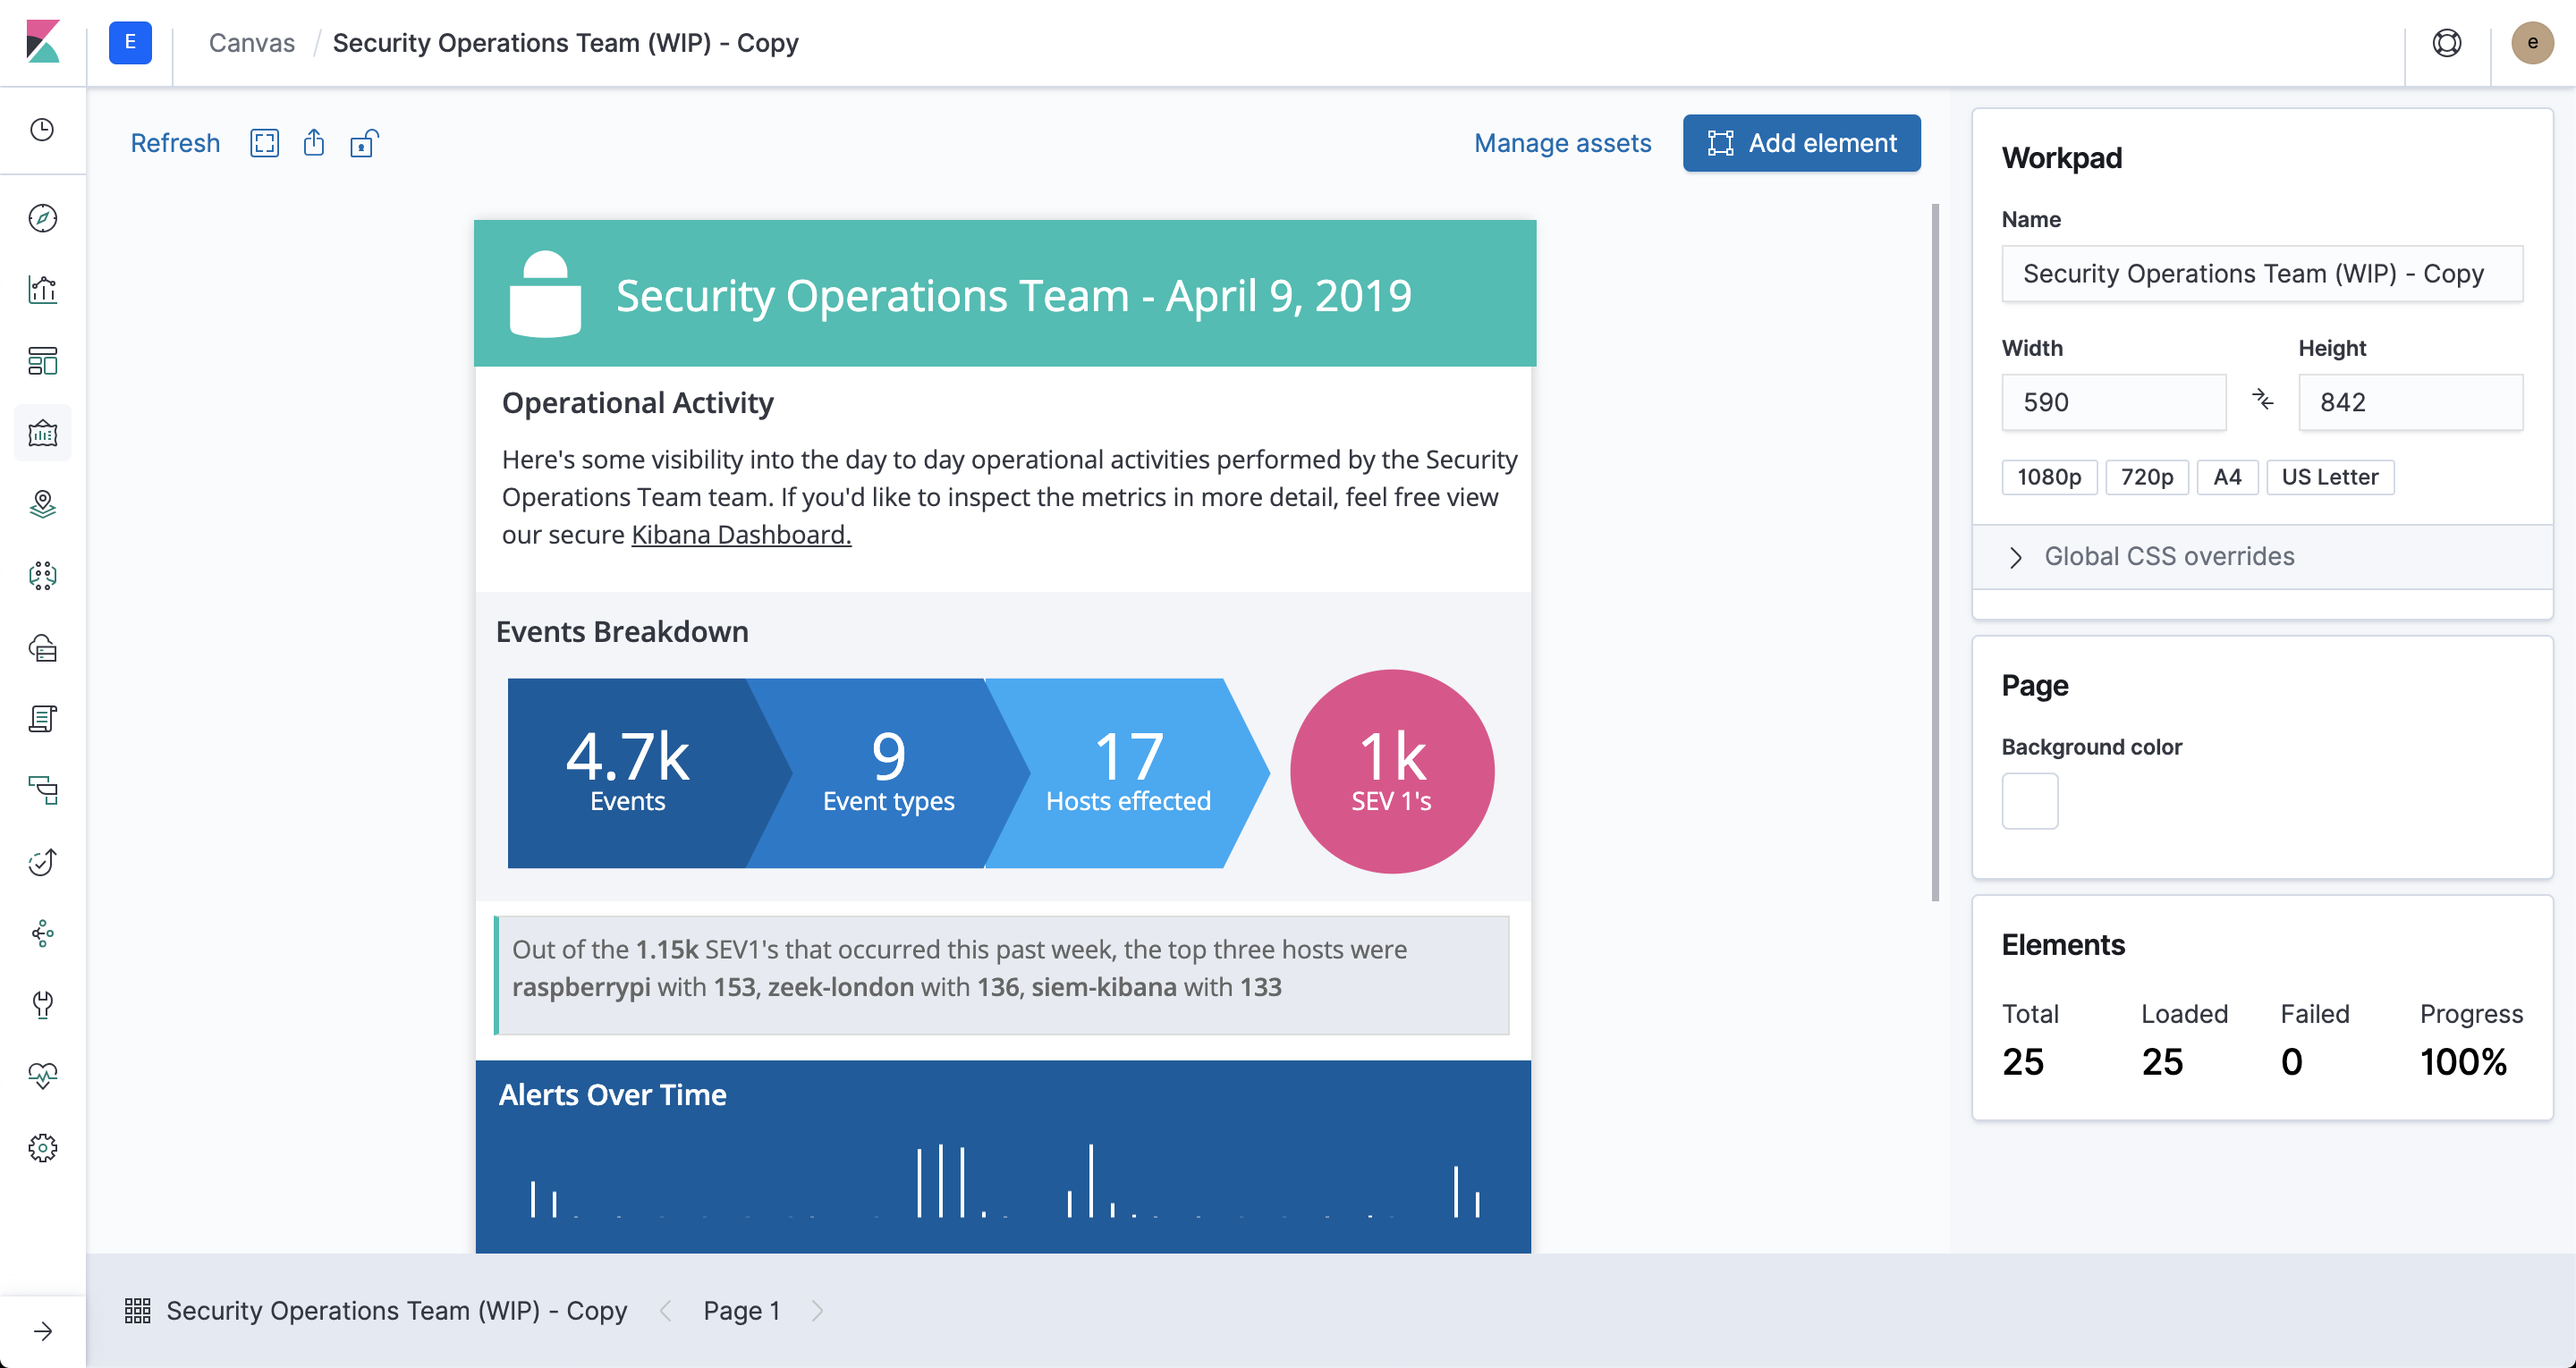 E
Canvas / Security Operations Team (WIP) - Copy
e
Refresh
Manage assets
Add element
Security Operations Team - April 9, 2019
Operational Activity
Here's some visibility into the day to day operational activities performed by the Security
Operations Team team. If you'd like to inspect the metrics in more detail, feel free view
our secure Kibana Dashboard.
Events Breakdown
4.7k
Events
9
Event types
17
Hosts effected
1k
SEV 1's
Out of the 1.15k SEV1's that occurred this past week, the top three hosts were
raspberrypi with 153, zeek-london with 136, siem-kibana with 133
Alerts Over Time
Security Operations Team (WIP) - Copy
Page 1
Workpad
Name
Security Operations Team (WIP) - Copy
Width
Height
590
842
1080p
720p
A4
US Letter
Global CSS overrides
Page
Background color
Elements
Total
Loaded
Failed
Progress
25
25
0
100%